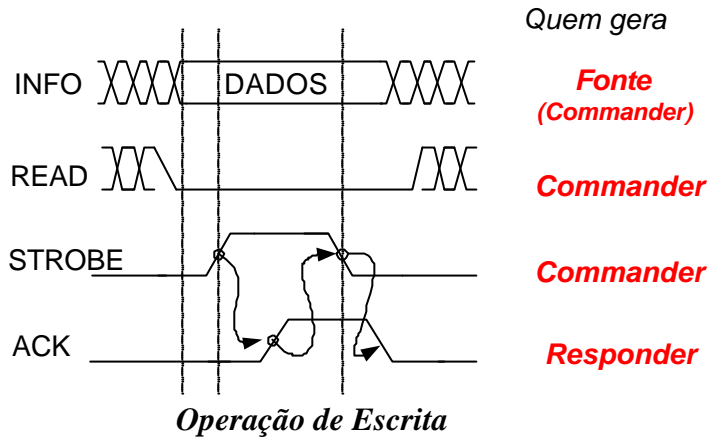 Quem gera
INFO DADOS Fonte
(Commander)
READ Commander
STROBE Commander
ACK Responder
Operação de Escrita